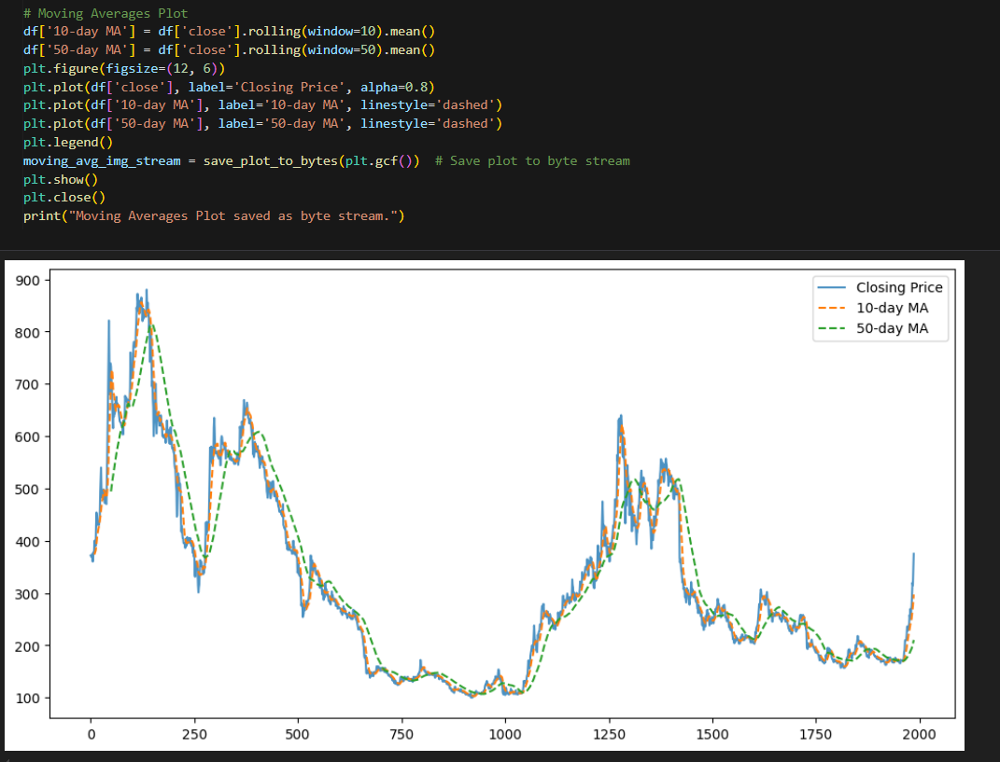 # Moving Averages Plot
df['10-day MA'] = df['close'].rolling(window=10).mean()
df['50-day MA'] = df['close'].rolling(window=50).mean()
plt.figure(figsize=(12, 6))
plt.plot(df['close'], label='Closing Price', alpha=0.8)
plt.plot(df['10-day MA'], label='10-day MA', linestyle='dashed')
plt.plot(df['50-day MA'], label='50-day MA', linestyle='dashed')
plt.legend()
moving_avg_img_stream = save_plot_to_bytes(plt.gcf())  # Save plot to byte stream
plt.show()
plt.close()
print("Moving Averages Plot saved as byte stream.")
Closing Price
10-day MA
50-day MA
900
800
700
600
500
400
300
200
100
0 250 500 750 1000 1250 1500 1750 2000